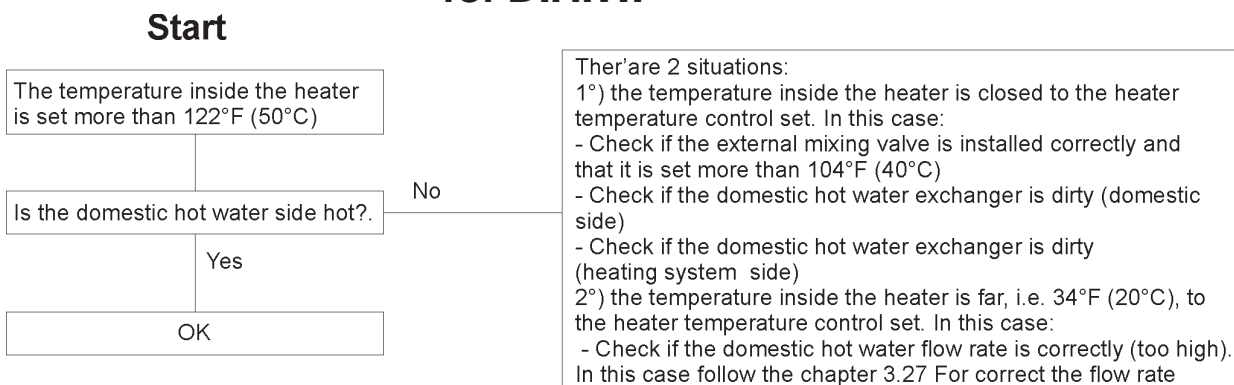 Start
The temperature inside the heater
is set more than 122°F (50°C)
Is the domestic hot water side hot?.
No
Yes
OK
Ther'are 2 situations:
1°) the temperature inside the heater is closed to the heater
temperature control set. In this case:
- Check if the external mixing valve is installed correctly and
that it is set more than 104°F (40°C)
- Check if the domestic hot water exchanger is dirty (domestic
side)
- Check if the domestic hot water exchanger is dirty
(heating system side)
2°) the temperature inside the heater is far, i.e. 34°F (20°C), to
the heater temperature control set. In this case:
- Check if the domestic hot water flow rate is correctly (too high).
In this case follow the chapter 3.27 For correct the flow rate